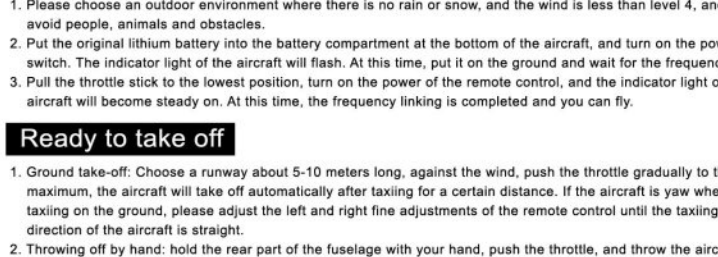 1. Please choose an outdoor environment where there is no rain or snow, and the wind is less than level 4, and
avoid people, animals and obstacles.
2. Put the original lithium battery into the battery compartment at the bottom of the aircraft, and turn on the
switch. The indicator light of the aircraft will flash. At this time, put it on the ground and wait for the
3. Pull the throttle stick to the lowest position, turn on the power of the remote control, and the indicator light
aircraft will become steady on. At this time, the frequency linking is completed and you can fly.
Ready to take off
1. Ground take-off: Choose a runway about 5-10 meters long, against the wind, push the throttle gradually to
maximum, the aircraft will take off automatically after taxiing for a certain distance. If the aircraft is yaw
taxiing on the ground, please adjust the left and right fine adjustments of the remote control until the taxiing
direction of the aircraft is straight.
2. Throwing off by hand: hold the rear part of the fuselage with your hand, push the throttle, and throw the